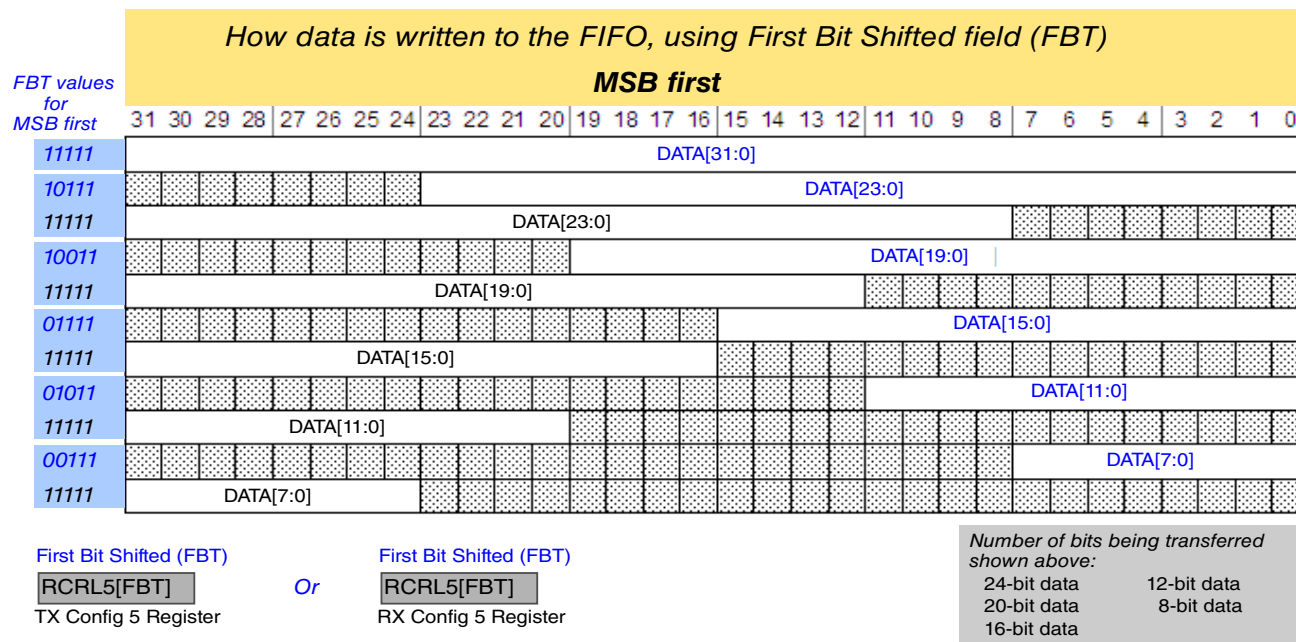 How data is written to the FIFO, using First Bit Shifted field (FBT)
MSB first
FBT values
for
MSB first
31 30 29 28 27 26 25 24 23 22 21 20 19 18 17 16 15 14 13 12 11 10 9 8 7 6 5 4 3 2 1 0
11111 DATA[31:0]
10111 DATA[23:0]
11111 DATA[23:0]
10011 DATA[19:0]
11111 DATA[19:0]
01111 DATA[15:0]
11111 DATA[15:0]
01011 DATA[11:0]
11111 DATA[11:0]
00111 DATA[7:0]
11111 DATA[7:0]
First Bit Shifted (FBT) First Bit Shifted (FBT)
RCRL5[FBT] Or RCRL5[FBT]
TX Config 5 Register RX Config 5 Register
Number of bits being transferred
shown above:
24-bit data 12-bit data
20-bit data 8-bit data
16-bit data